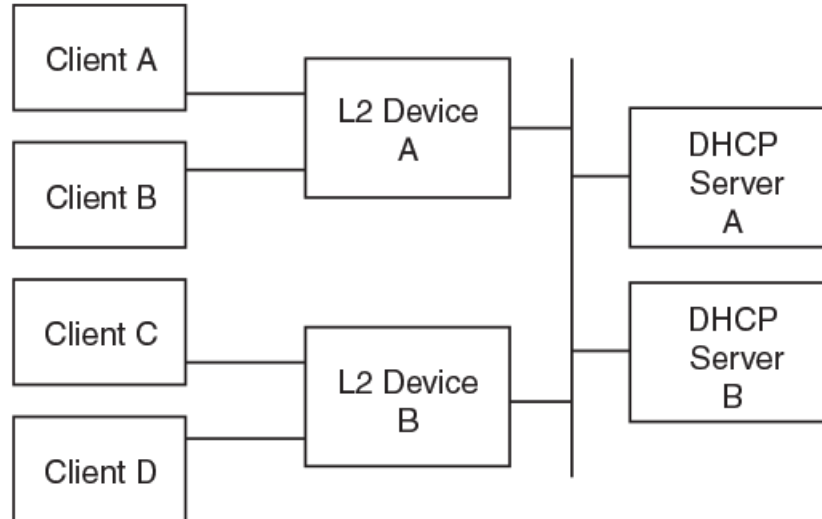 Client A
Client B
Client C
Client D
L2 Device
A
L2 Device
B
DHCP
Server
A
DHCP
Server
B